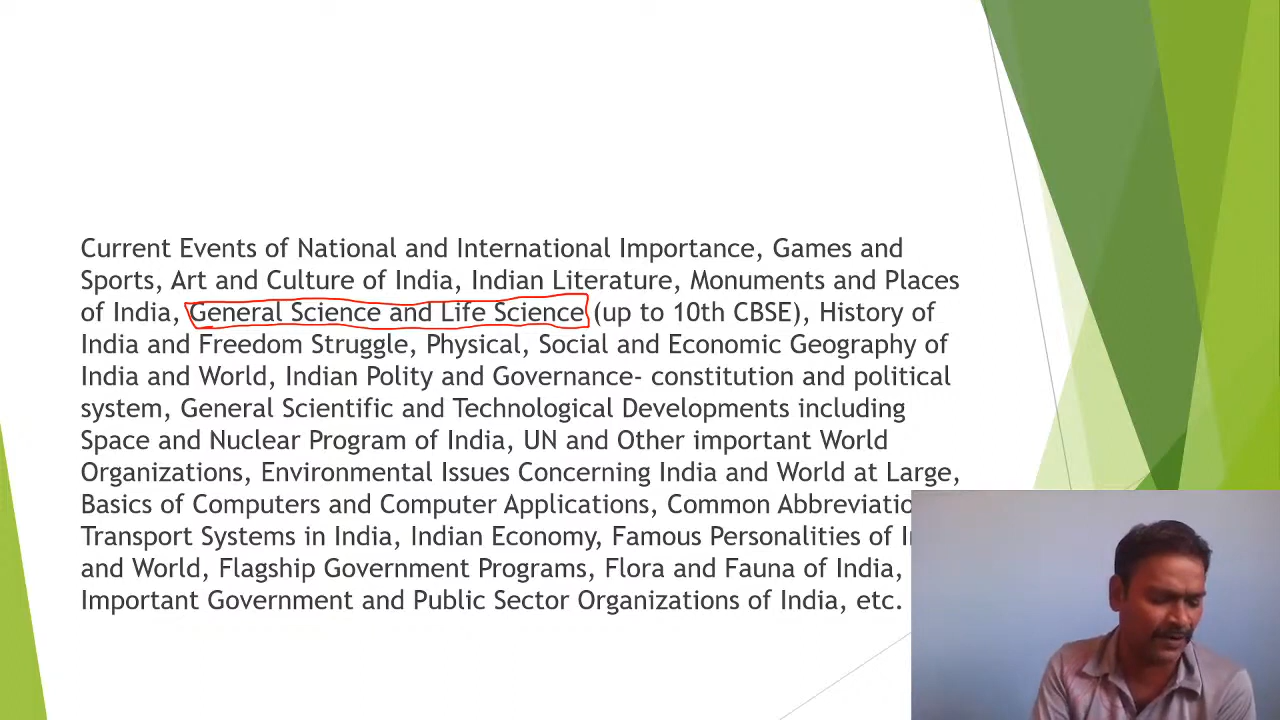 Current Events of National and International Importance, Games and
Sports, Art and Culture of India, Indian Literature, Monuments and Places
of India, General Science and Life Science (up to 10th CBSE), History of
India and Freedom Struggle, Physical, Social and Economic Geography of
India and World, Indian Polity and Governance- constitution and political
system, General Scientific and Technological Developments including
Space and Nuclear Program of India, UN and Other important World
Organizations, Environmental Issues Concerning India and World at Large,
Basics of Computers and Computer Applications, Common
Transport Systems in India, Indian Economy, Famous Personalities of
and World, Flagship Government Programs, Flora and Fauna of India,
Important Government and Public Sector Organizations of India, etc.